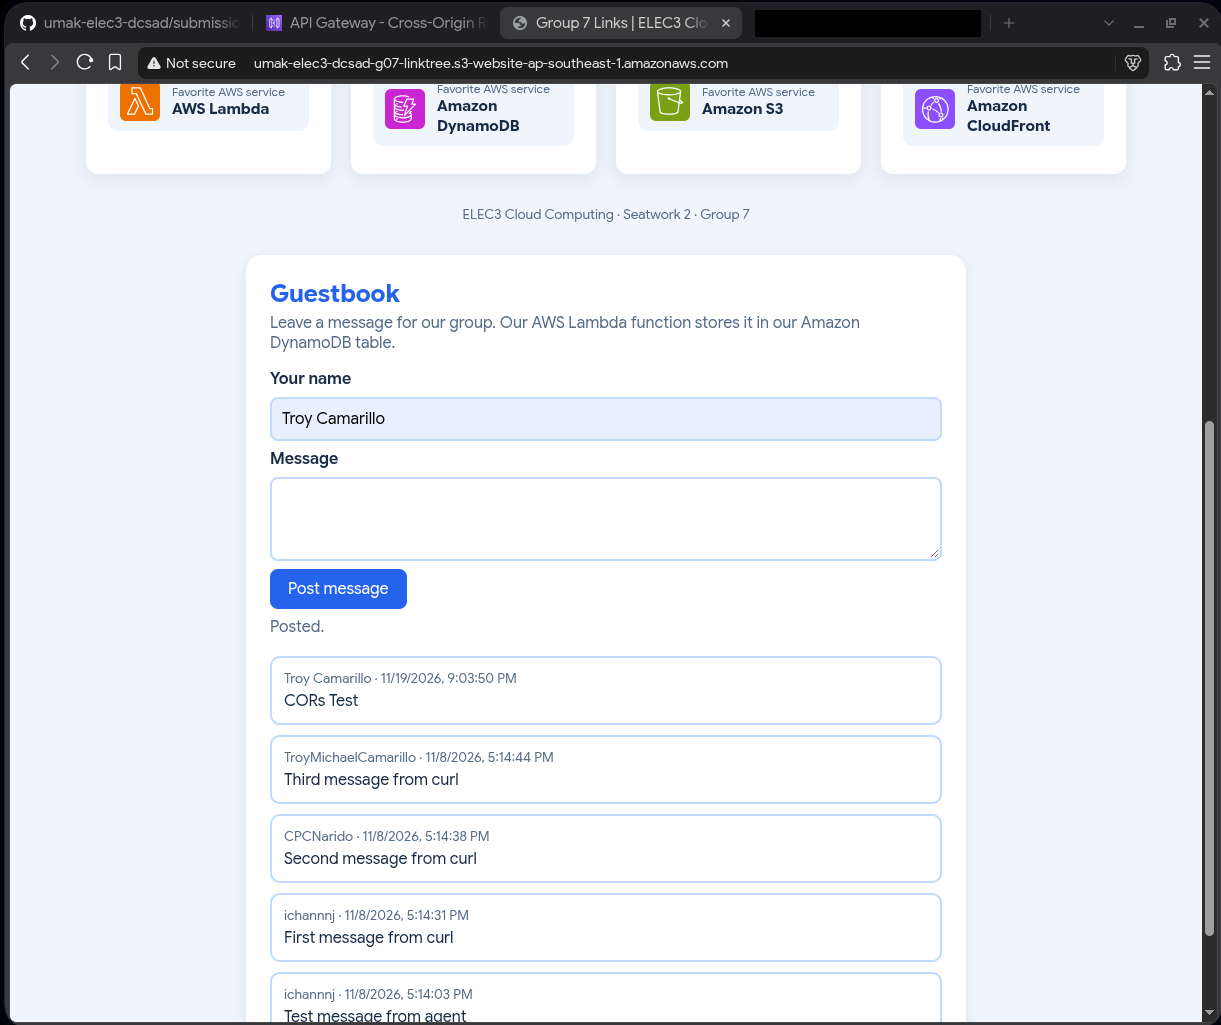 umak-elec3-dcsad/submissio
API Gateway - Cross-Origin R
Group 7 Links | ELEC3 Clo
Not secure
umak-elec3-dcsad-g07-linktree.s3-website-ap-southeast-1.amazonaws.com
Favorite AWS service
AWS Lambda
Favorite AWS service
Amazon
DynamoDB
Favorite AWS service
Amazon S3
Favorite AWS service
Amazon
CloudFront
ELEC3 Cloud Computing · Seatwork 2 · Group 7
Guestbook
Leave a message for our group. Our AWS Lambda function stores it in our Amazon
DynamoDB table.
Your name
Troy Camarillo
Message
Post message
Posted.
Troy Camarillo · 11/19/2026, 9:03:50 PM
CORs Test
TroyMichaelCamarillo · 11/8/2026, 5:14:44 PM
Third message from curl
CPCNarido · 11/8/2026, 5:14:38 PM
Second message from curl
ichannnj · 11/8/2026, 5:14:31 PM
First message from curl
ichannnj · 11/8/2026, 5:14:03 PM
Test message from agent